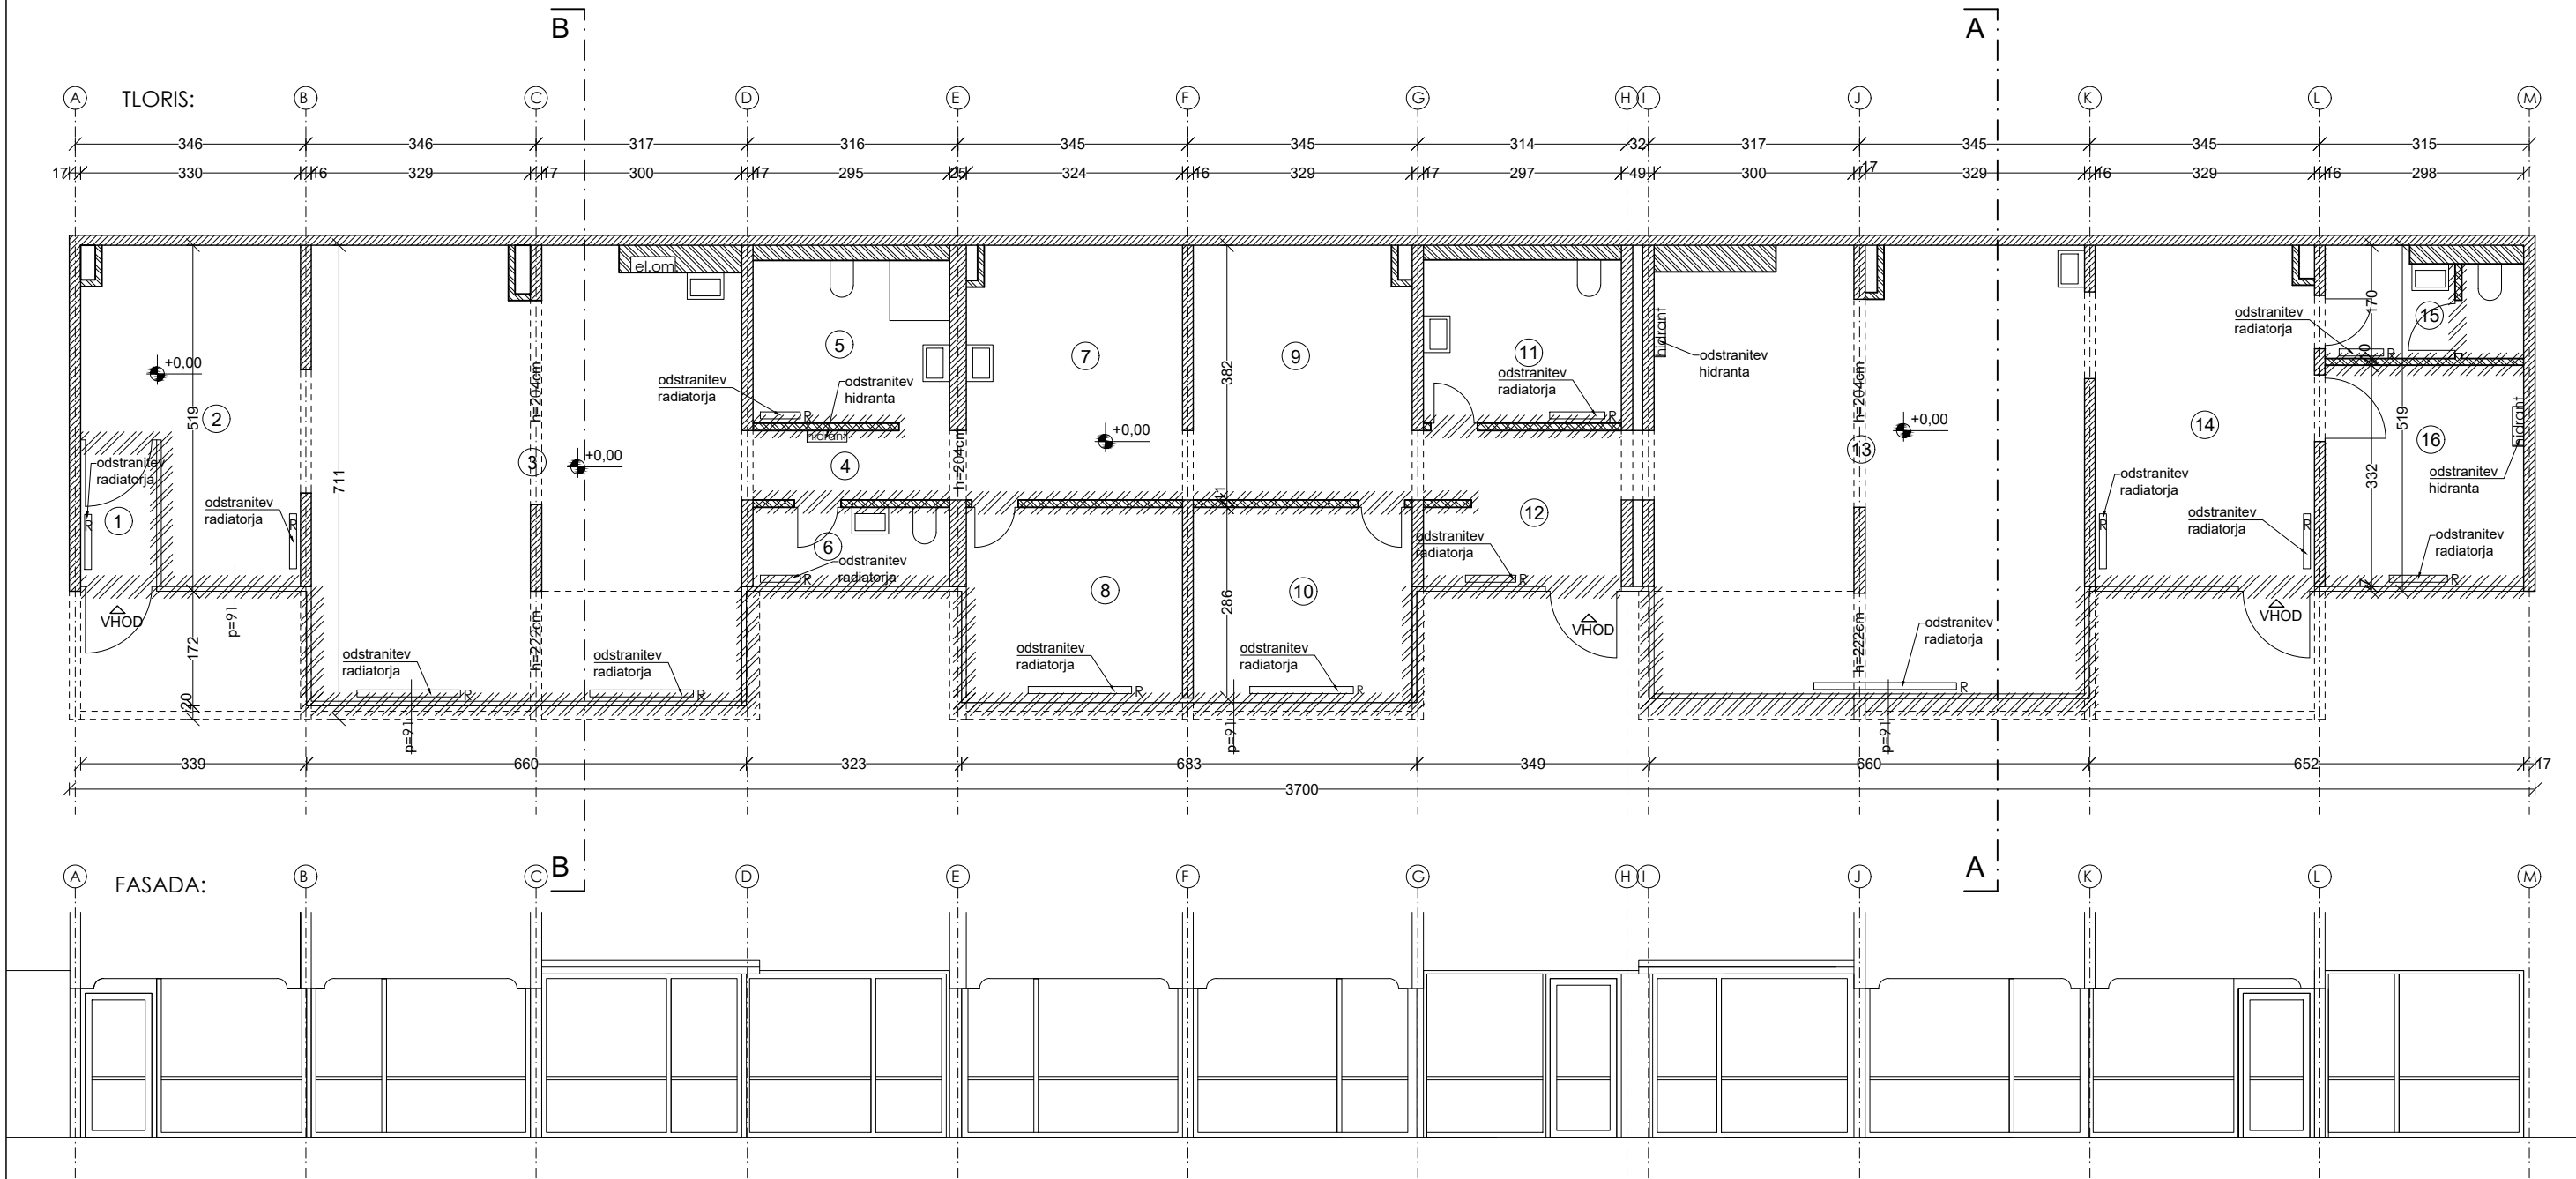 B
A
A
TLORIS:
B
C
D
E
F
G
H
I
J
K
L
M
346
346
317
316
345
345
314
32
317
345
345
315
17
330
16
329
17
300
17
295
25
324
16
329
17
297
49
300
17
329
16
329
16
298
el.om
hidrant
odstranitev
hidranta
+0,00
519
2
h=204cm
711
3
+0,00
odstranitev
radiatorja
R
5
odstranitev
hidranta
hidrant
4
h=204cm
7
+0,00
9
382
11
odstranitev
radiatorja
R
h=204cm
13
+0,00
14
odstranitev
radiatorja
R
15
170
10
519
332
16
hidrant
odstranitev
hidranta
odstranitev
radiatorja
R
1
odstranitev
radiatorja
R
6
odstranitev
radiatorja
R
8
11
10
286
12
odstranitev
radiatorja
R
odstranitev
radiatorja
R
odstranitev
radiatorja
R
odstranitev
radiatorja
R
7
VHOD
p=91
172
20
h=222cm
odstranitev
radiatorja
R
odstranitev
radiatorja
R
odstranitev
radiatorja
R
odstranitev
radiatorja
R
VHOD
h=222cm
odstranitev
radiatorja
R
VHOD
p=91
p=91
p=91
339
660
323
683
349
660
652
17
3700
B
A
A
FASADA:
B
C
D
E
F
G
H
I
J
K
L
M